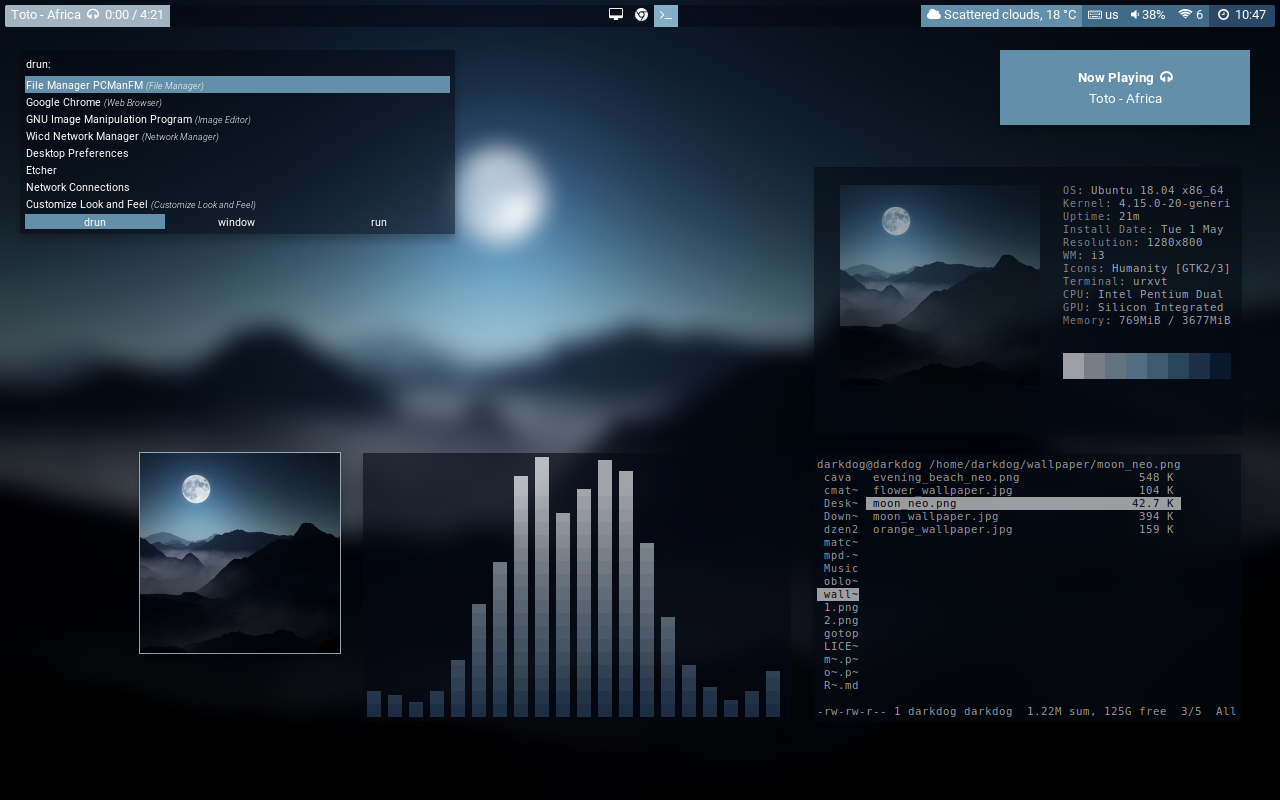 Toto - Africa 0:00 / 4:21
Scattered clouds, 18 °C us 38% 6 10:47
drun:
File Manager PCManFM (File Manager)
Google Chrome (Web Browser)
GNU Image Manipulation Program (Image Editor)
Wicd Network Manager (Network Manager)
Desktop Preferences
Etcher
Network Connections
Customize Look and Feel (Customize Look and Feel)
drun window run
Now Playing
Toto - Africa
OS: Ubuntu 18.04 x86_64
Kernel: 4.15.0-20-generi
Uptime: 21m
Install Date: Tue 1 May
Resolution: 1280x800
WM: i3
Icons: Humanity [GTK2/3]
Terminal: urxvt
CPU: Intel Pentium Dual
GPU: Silicon Integrated
Memory: 769MiB / 3677MiB
darkdog@darkdog /home/darkdog/wallpaper/moon_neo.png
cava evening_beach_neo.png 548 K
cmat~ flower_wallpaper.jpg 104 K
Desk~ moon_neo.png 42.7 K
Down~ moon_wallpaper.jpg 394 K
dzen2 orange_wallpaper.jpg 159 K
matc~
mpd-~
Music
oblo~
wall~
1.png
2.png
gotop
LICE~
m~.p~
o~.p~
R~.md
-rw-rw-r-- 1 darkdog darkdog 1.22M sum, 125G free 3/5 All